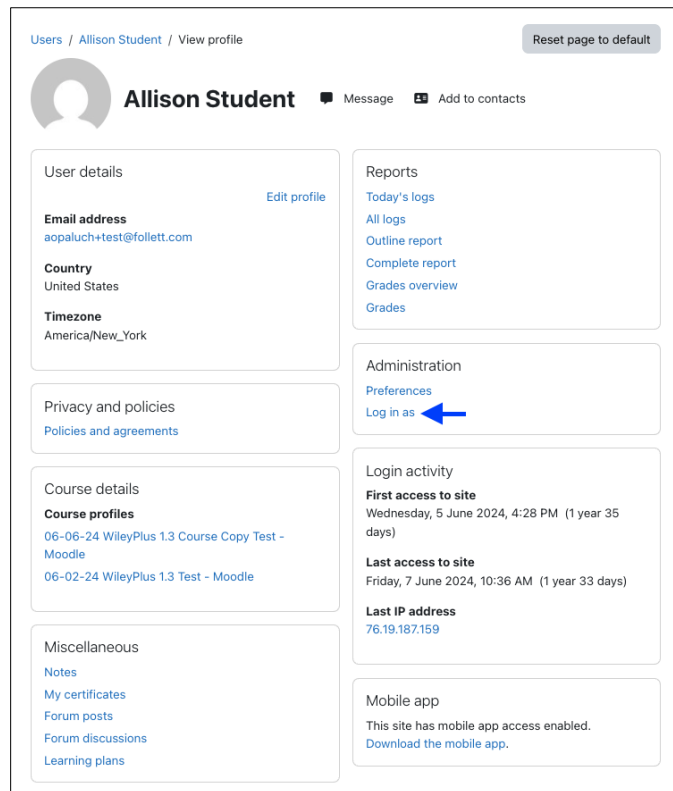 Users / Allison Student / View profile
Reset page to default
Allison Student
Message
Add to contacts
User details
Edit profile
Email address
aopaluch+test@follett.com
Country
United States
Timezone
America/New_York
Privacy and policies
Policies and agreements
Course details
Course profiles
06-06-24 WileyPlus 1.3 Course Copy Test -
Moodle
06-02-24 WileyPlus 1.3 Test - Moodle
Miscellaneous
Notes
My certificates
Forum posts
Forum discussions
Learning plans
Reports
Today's logs
All logs
Outline report
Complete report
Grades overview
Grades
Administration
Preferences
Log in as
Login activity
First access to site
Wednesday, 5 June 2024, 4:28 PM (1 year 35
days)
Last access to site
Friday, 7 June 2024, 10:36 AM (1 year 33 days)
Last IP address
76.19.187.159
Mobile app
This site has mobile app access enabled.
Download the mobile app.